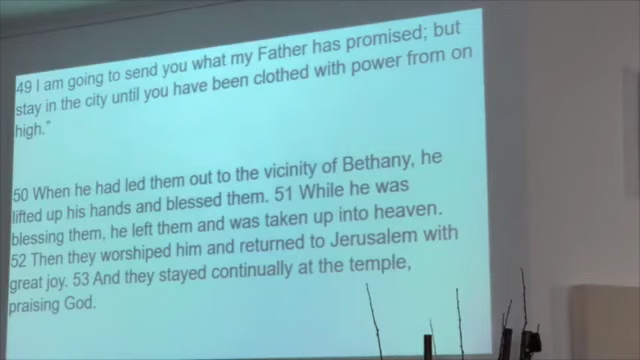 49 I am going to send you what my Father has promised; but
stay in the city until you have been clothed with power from on
high."
50 When he had led them out to the vicinity of Bethany, he
lifted up his hands and blessed them. 51 While he was
blessing them, he left them and was taken up into heaven.
52 Then they worshiped him and returned to Jerusalem with
great joy. 53 And they stayed continually at the temple,
praising God.